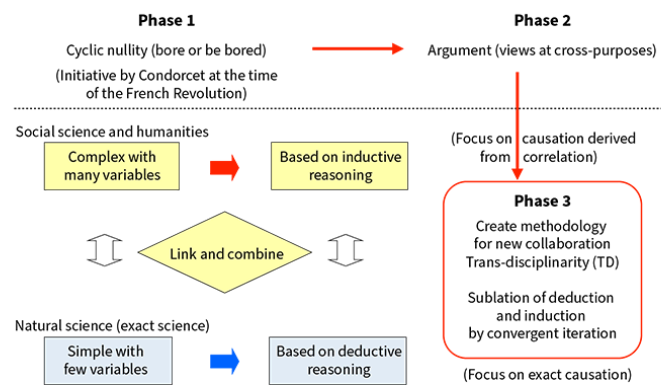 Phase 1
Cyclic nullity (bore or be bored)
(Initiative by Condorcet at the time
of the French Revolution)
Phase 2
Argument (views at cross-purposes)
Social science and humanities
Complex with
many variables
Based on inductive
reasoning
Link and combine
Natural science (exact science)
Simple with
few variables
Based on deductive
reasoning
(Focus on causation derived
from correlation)
Phase 3
Create methodology
for new collaboration
Trans-disciplinarity (TD)
Sublation of deduction
and induction
by convergent iteration
(Focus on exact causation)